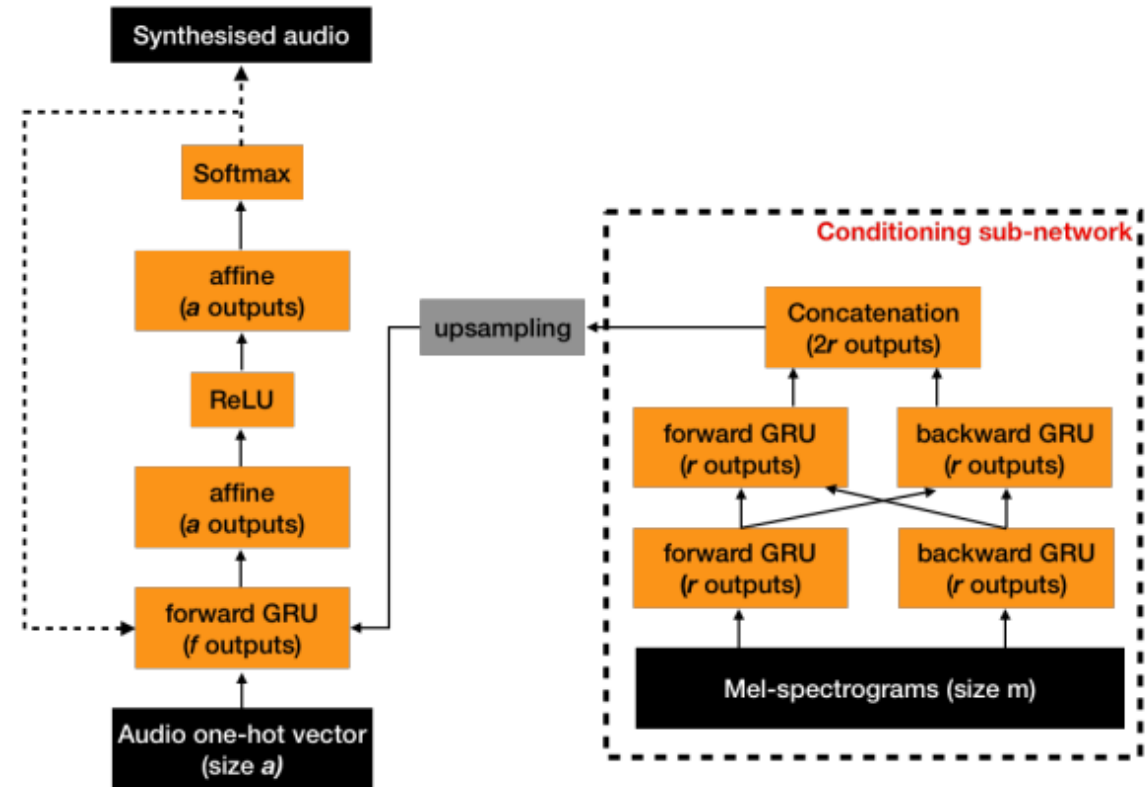 Synthesised audio
Softmax
affine
(a outputs)
ReLU
affine
(a outputs)
forward GRU
(f outputs)
Audio one-hot vector
(size a)
upsampling
Conditioning sub-network
Concatenation
(2r outputs)
forward GRU
(r outputs)
backward GRU
(r outputs)
forward GRU
(r outputs)
backward GRU
(r outputs)
Mel-spectrograms (size m)